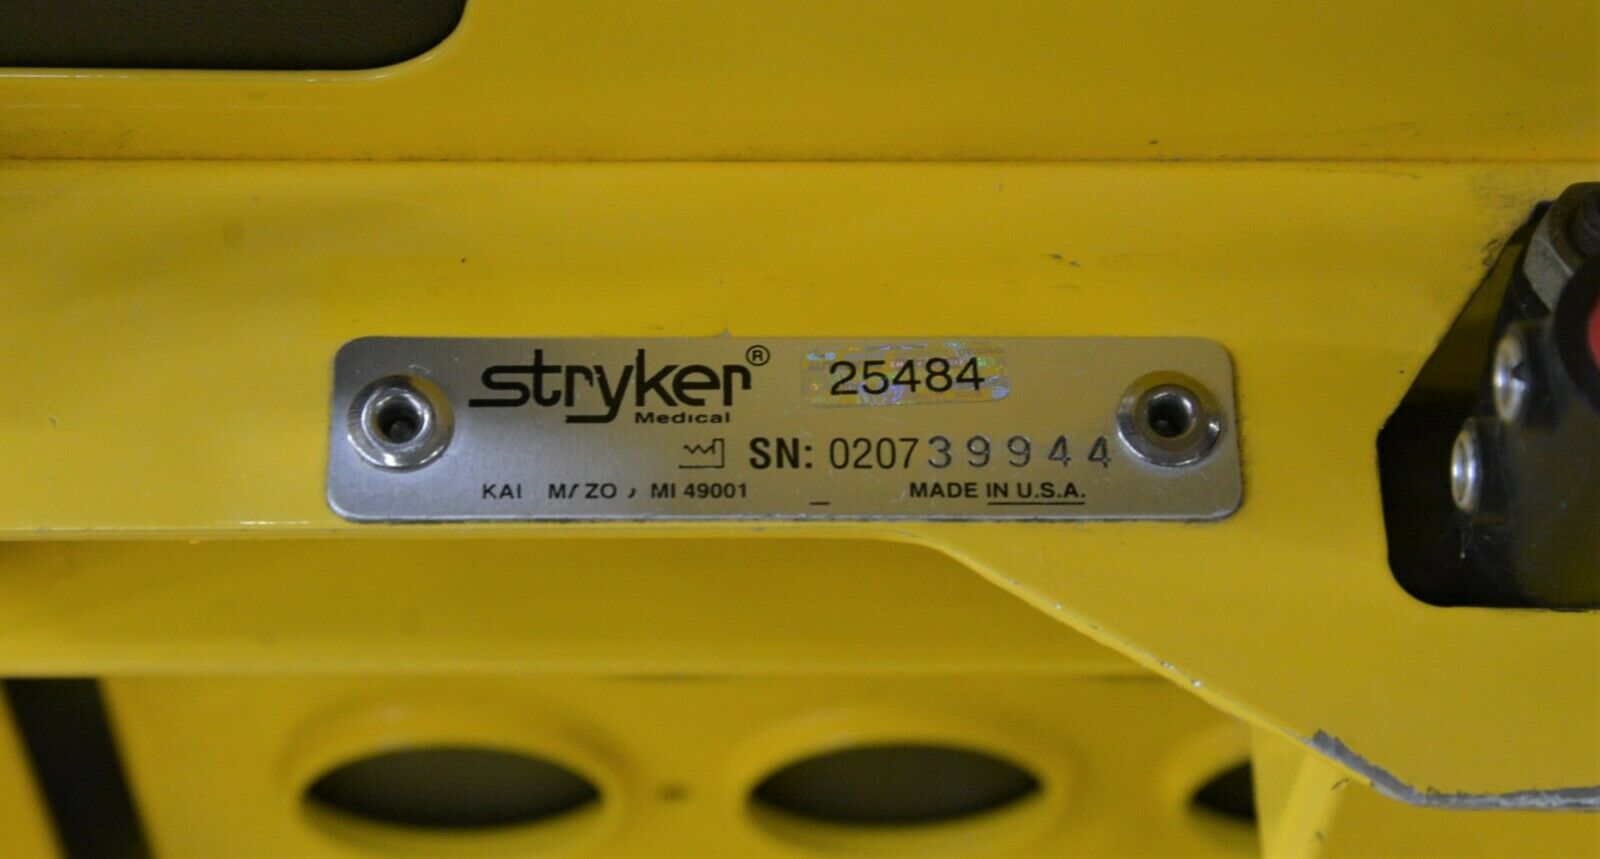 stryker® 25484
Medical
SN: 020739944
MI 49001 MADE IN U.S.A.